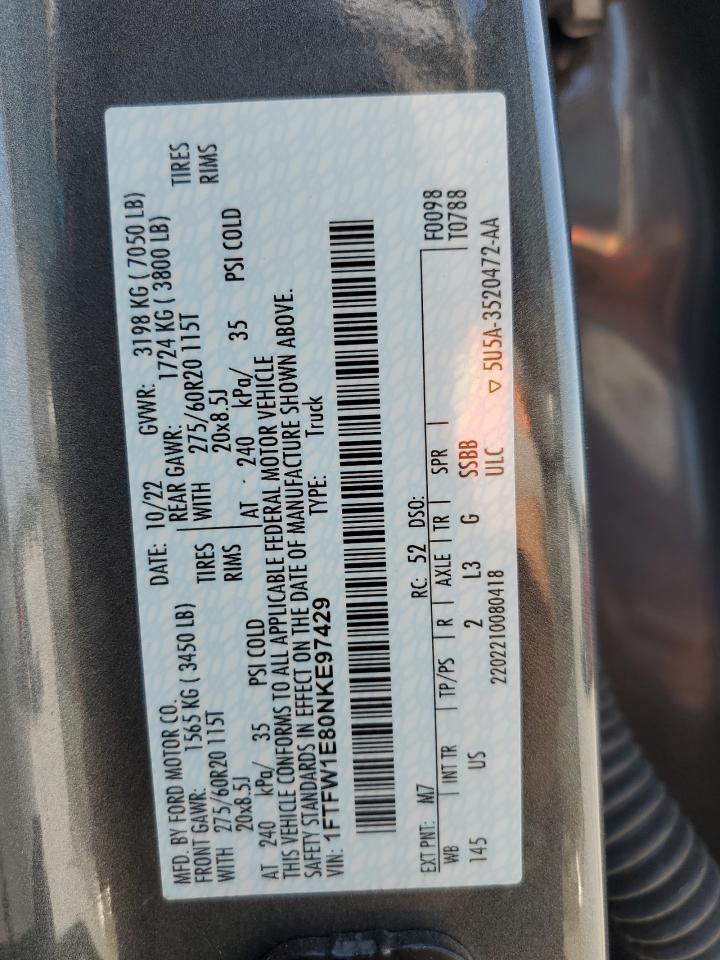 MFD. BY FORD MOTOR CO. DATE: 10/22 GVWR: 3198 KG ( 7050 LB)
FRONT GAWR: 1565 KG ( 3450 LB) REAR GAWR: 1724 KG ( 3800 LB)
WITH 275/60R20 115T TIRES WITH 275/60R20 115T TIRES
20x8.5J RIMS 20x8.5J RIMS
AT 240 kPa/ 35 PSI COLD AT 240 kPa/ 35 PSI COLD
THIS VEHICLE CONFORMS TO ALL APPLICABLE FEDERAL MOTOR VEHICLE
SAFETY STANDARDS IN EFFECT ON THE DATE OF MANUFACTURE SHOWN ABOVE.
VIN: 1FTFW1E80NKE97429 TYPE: Truck
EXT PNT: M7 RC: 52 DSO: F0098
WB INT TR TP/PS R AXLE TR SPR T0788
145 US 2 L3 G SSBB
2202210080418 ULC ▽ 5U5A-3520472-AA